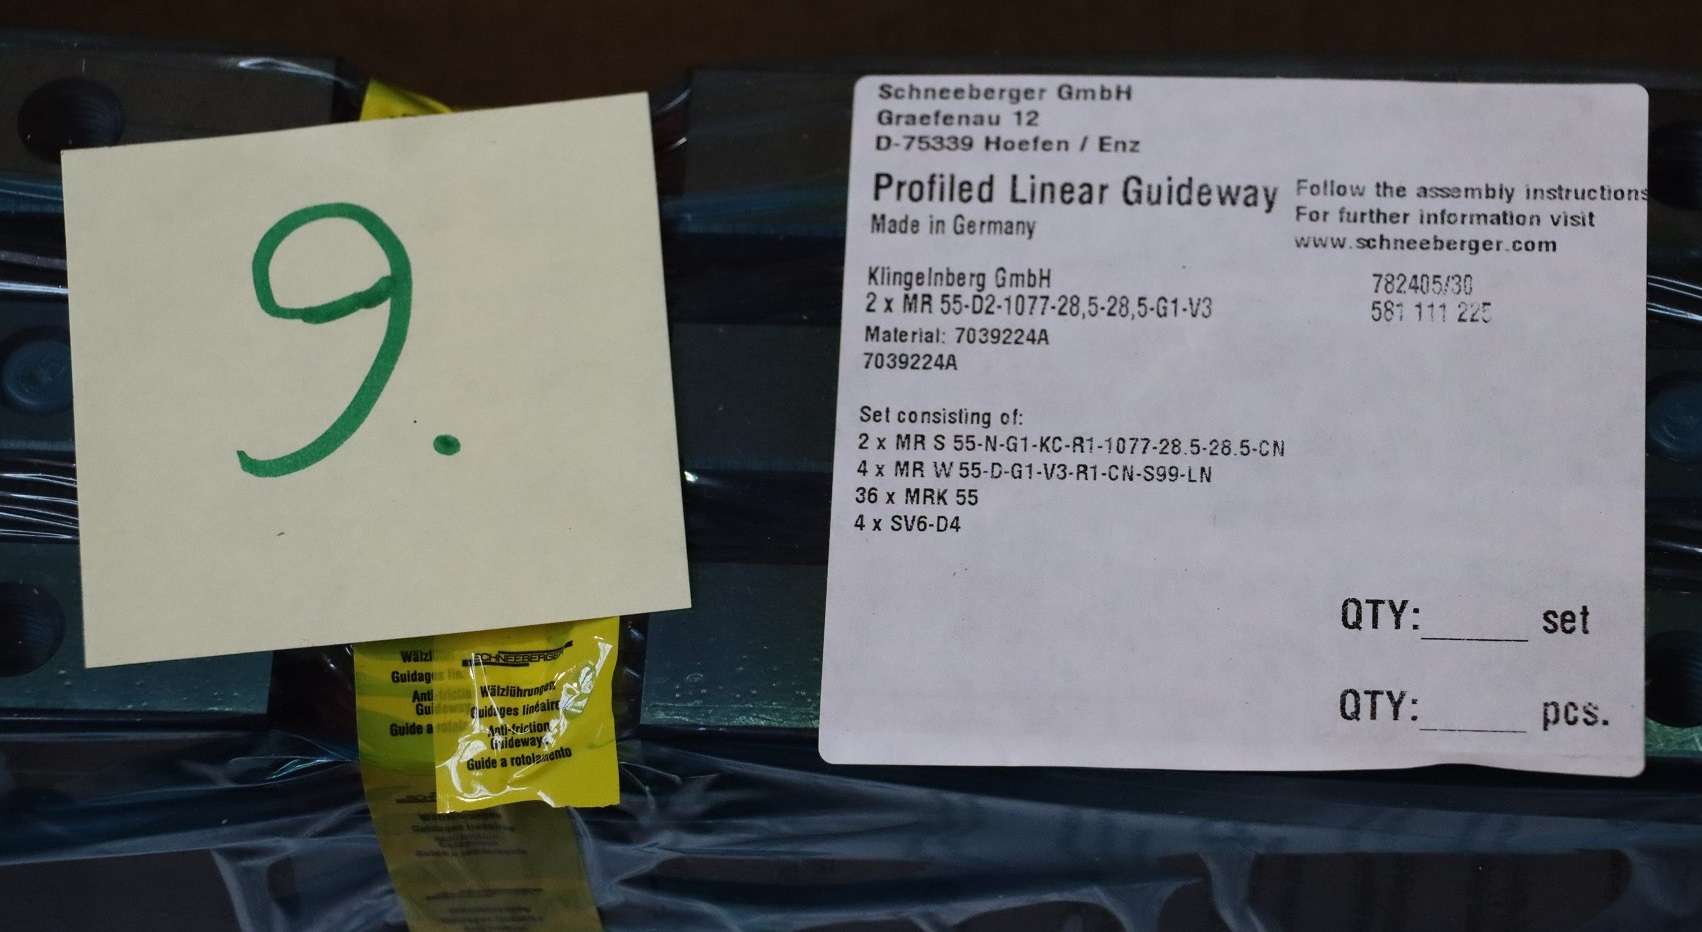 9.
Schneeberger GmbH
Graefenau 12
D-75339 Hoefen / Enz
Profiled Linear Guideway
Made in Germany
Follow the assembly instructions
For further information visit
www.schneeberger.com
Klingelnberg GmbH
782405/30
2 x MR 55-D2-1077-28,5-28,5-G1-V3
581 111 225
Material: 7039224A
7039224A
Set consisting of:
2 x MR S 55-N-G1-KC-R1-1077-28.5-28.5-CN
4 x MR W 55-D-G1-V3-R1-CN-S99-LN
36 x MRK 55
4 x SV6-D4
QTY:______ set
QTY:______ pcs.
SCHNEEBERGER
Wälzführungen
Guidages linéaires
Anti-friction
Guideway
Guide a rotolamento